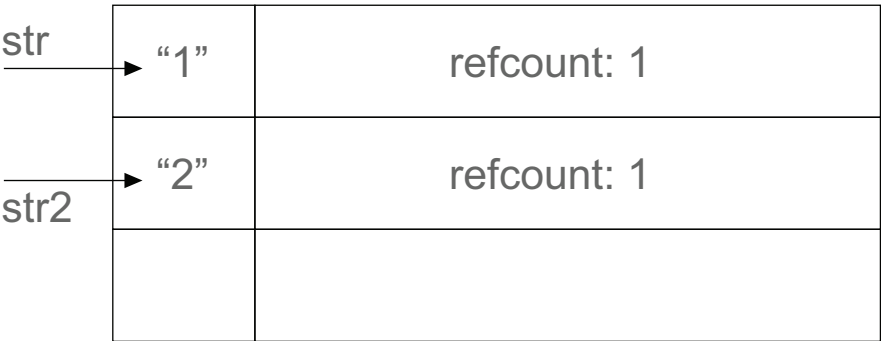 str
“1” refcount: 1
“2” refcount: 1
str2